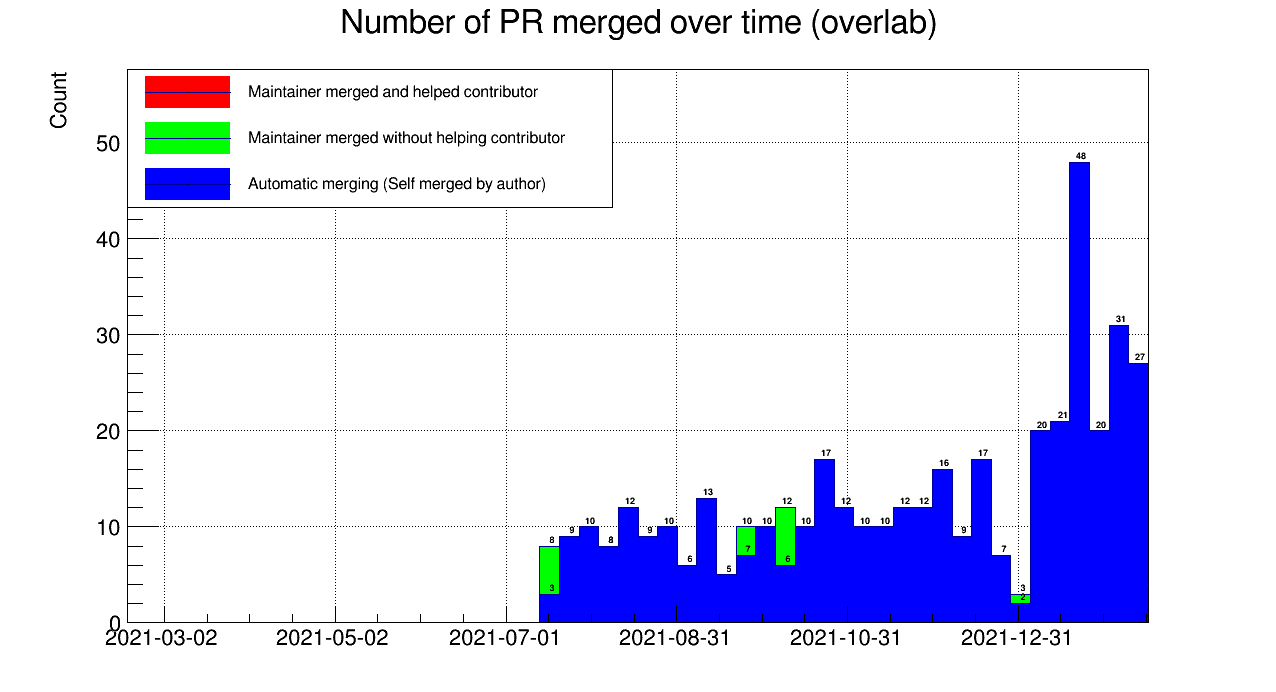 Number of PR merged over time (overlab)
Count
Maintainer merged and helped contributor
Maintainer merged without helping contributor
Automatic merging (Self merged by author)
50
40
30
20
10
0
8 3 9 10 8 12 9 10 6 13 5 10 7 10 12 6 10 17 12 10 10 12 12 16 9 17 7 3 2 20 21 48 20 31 27
2021-03-02 2021-05-02 2021-07-01 2021-08-31 2021-10-31 2021-12-31